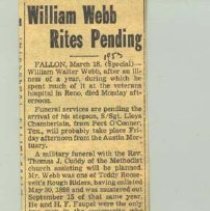 William Webb
Rites Pending
1953
FALLON, March 18. (Special)—
William Walter Webb, after an ill-
ness of a year, during which he
spent much of it at the veterans
hospital in Reno, died Monday af-
ternoon.
Funeral services are pending the
arrival of his stepson, S/Sgt. Lloyd
Chamberlain, from Port O'Conner,
Tex., will probably take place Fri-
day afternoon from the Austin Mor-
tuary.
A military funeral with the Rev.
Thomas J. Cuddy of the Methodist
church assisting will be planned.
Mr. Webb was one of Teddy Roose-
velt's Rough Riders, having enlisted
May 30, 1898 and was mustered out
September 15 of that same year.
He and H. F. Faupel were the only